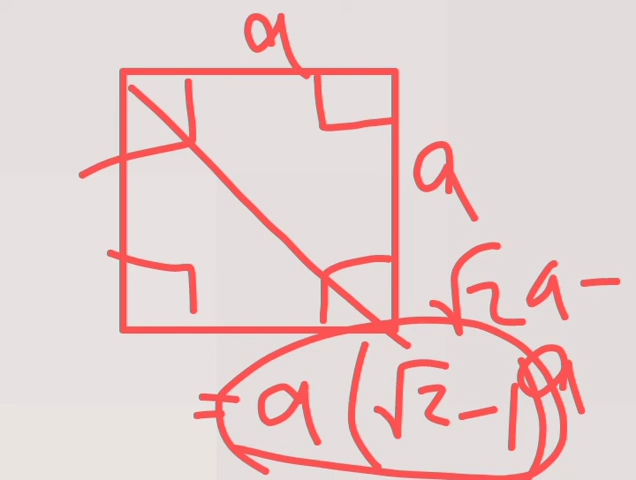 a
a
√2a - a
= a(√2-1)